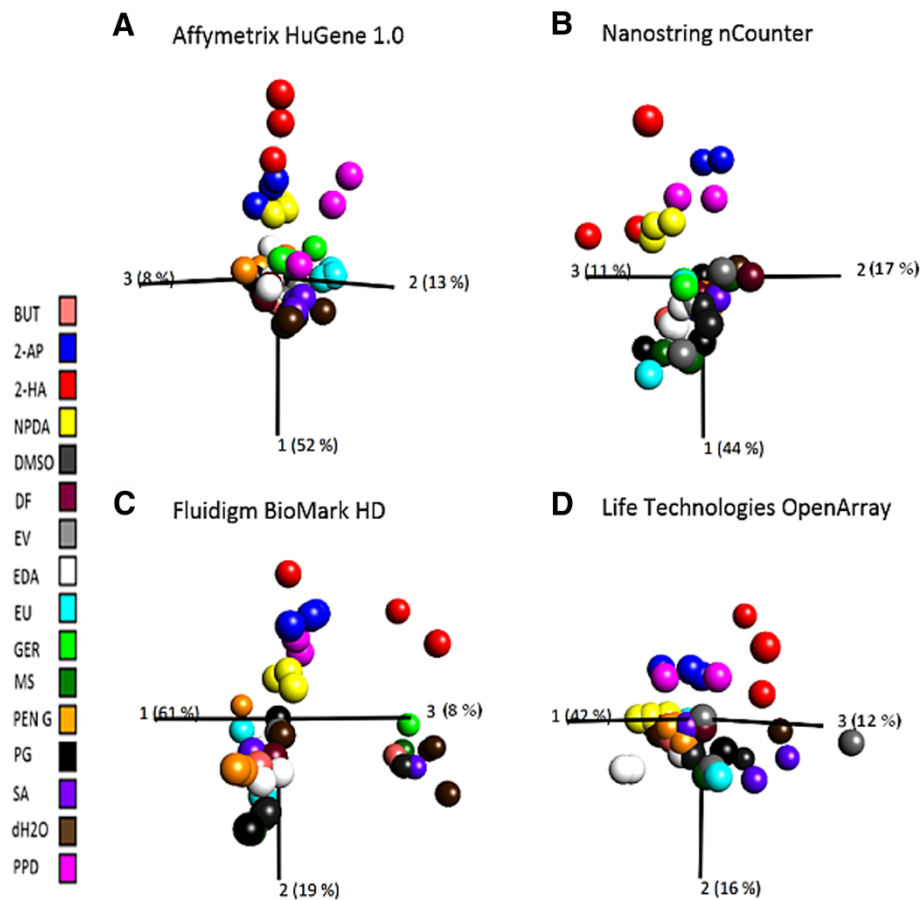 A
Affymetrix HuGene 1.0
3 (8 %)
2 (13 %)
1 (52 %)
B
Nanostring nCounter
3 (11 %)
2 (17 %)
1 (44 %)
BUT
2-AP
2-HA
NPDA
DMSO
DF
EV
EDA
EU
GER
MS
PEN G
PG
SA
dH2O
PPD
C
Fluidigm BioMark HD
1 (61 %)
3 (8 %)
2 (19 %)
D
Life Technologies OpenArray
1 (42 %)
3 (12 %)
2 (16 %)